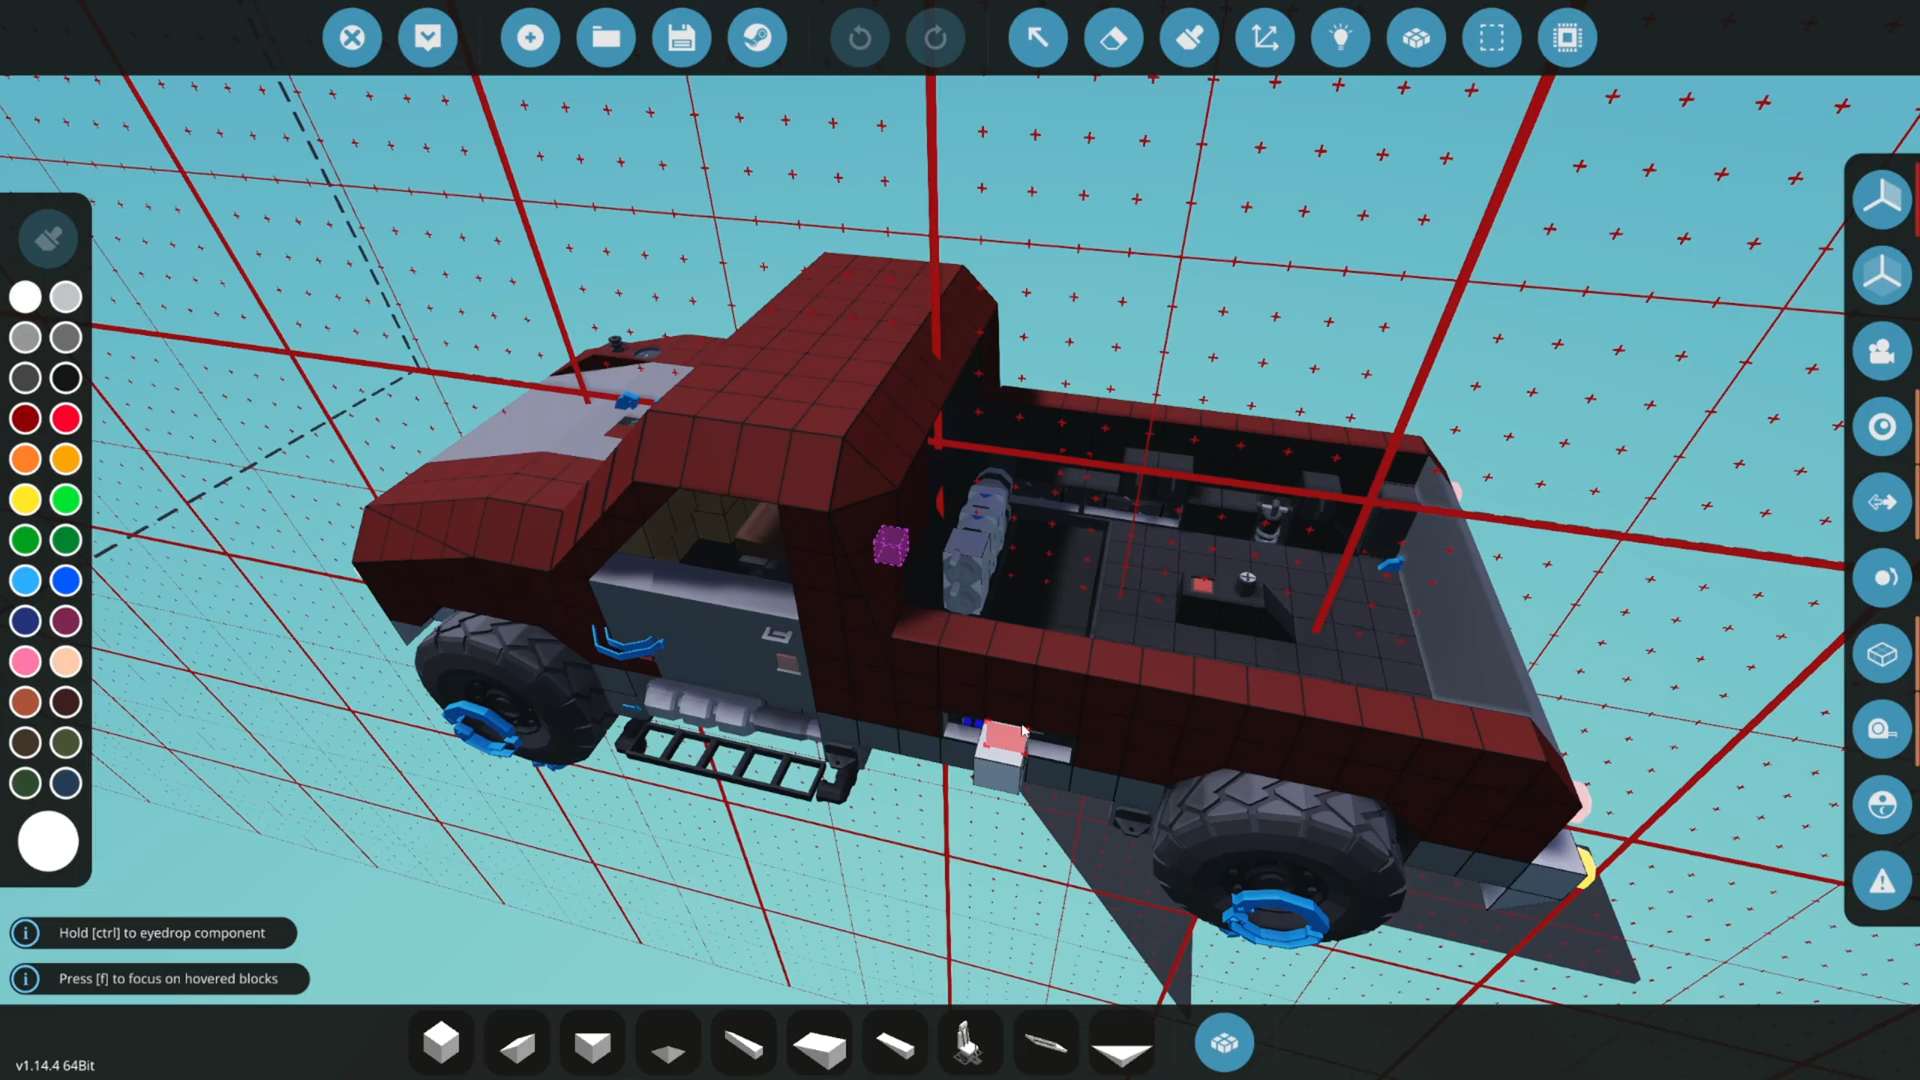 Hold [ctrl] to eyedrop component
Press [f] to focus on hovered blocks
v1.14.4 64Bit